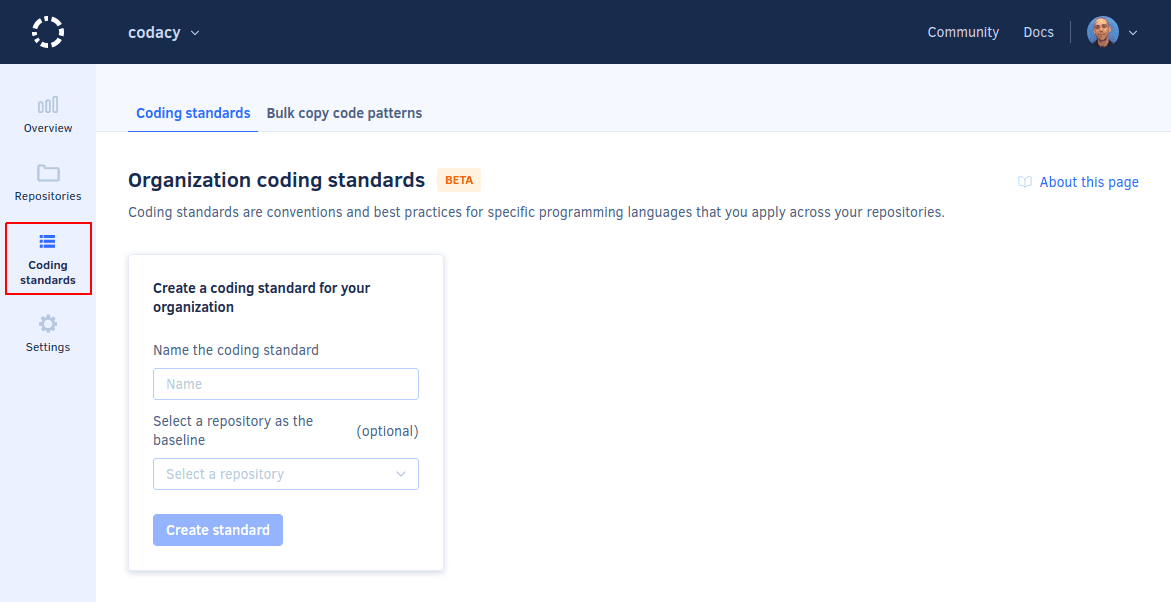 codacy
Community
Docs
Overview
Repositories
Coding
standards
Settings
Coding standards
Bulk copy code patterns
Organization coding standards
BETA
About this page
Coding standards are conventions and best practices for specific programming languages that you apply across your repositories.
Create a coding standard for your
organization
Name the coding standard
Name
Select a repository as the
baseline
(optional)
Select a repository
Create standard